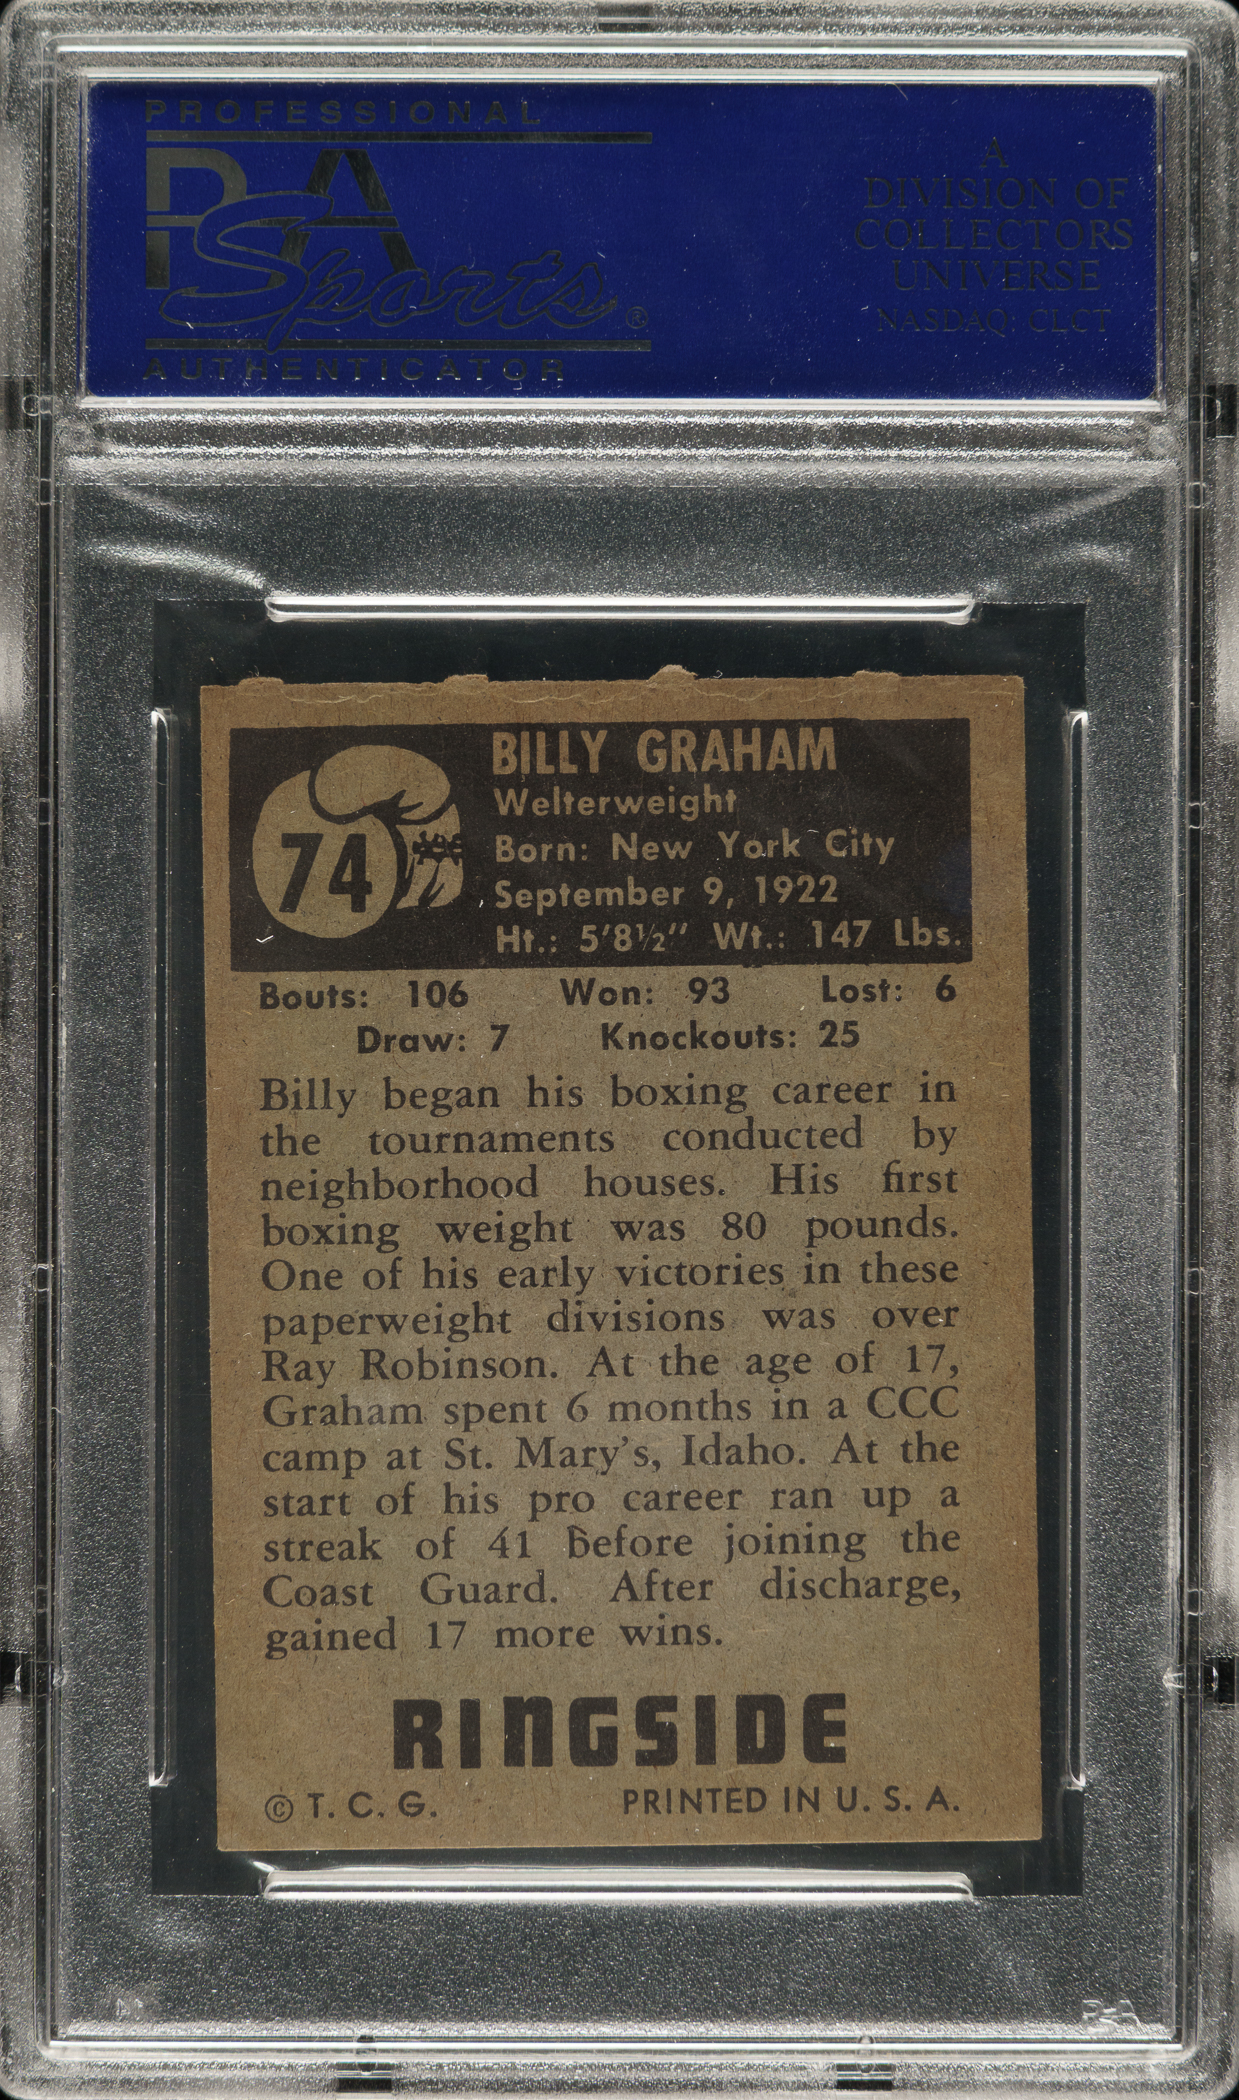 PROFESSIONAL
PSA
Sports ®
AUTHENTICATOR
A
DIVISION OF
COLLECTORS
UNIVERSE
NASDAQ: CLCT
74
BILLY GRAHAM
Welterweight
Born: New York City
September 9, 1922
Ht.: 5'8½" Wt.: 147 Lbs.
Bouts: 106 Won: 93 Lost: 6
Draw: 7 Knockouts: 25
Billy began his boxing career in
the tournaments conducted by
neighborhood houses. His first
boxing weight was 80 pounds.
One of his early victories in these
paperweight divisions was over
Ray Robinson. At the age of 17,
Graham spent 6 months in a CCC
camp at St. Mary's, Idaho. At the
start of his pro career ran up a
streak of 41 before joining the
Coast Guard. After discharge,
gained 17 more wins.
RINGSIDE
© T. C. G. PRINTED IN U. S. A.
PSA